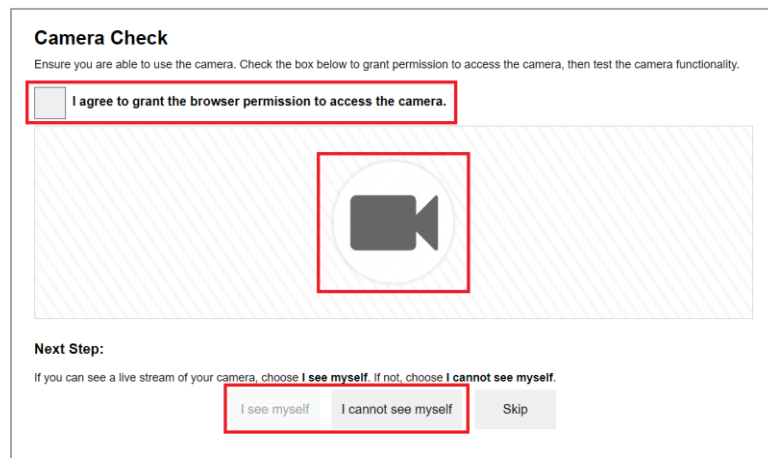 Camera Check
Ensure you are able to use the camera. Check the box below to grant permission to access the camera, then test the camera functionality.
I agree to grant the browser permission to access the camera.
Next Step:
If you can see a live stream of your camera, choose I see myself. If not, choose I cannot see myself.
I see myself I cannot see myself Skip